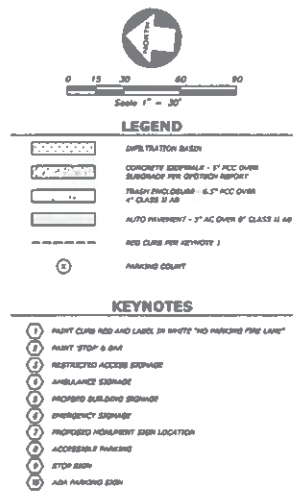 NORTH
0 15 30 60 90
Scale 1" = 30'
LEGEND
INFILTRATION BASIN
CONCRETE SIDEWALK - 5" PCC OVER
SUBGRADE PER GEOTECH REPORT
TRASH ENCLOSURE - 6.5" PCC OVER
4" CLASS II AB
AUTO PAVEMENT - 3" AC OVER 9" CLASS II AB
RED CURB PER KEYNOTE 1
X PARKING COUNT
KEYNOTES
1 PAINT CURB RED AND LABEL IN WHITE "NO PARKING FIRE LANE"
2 PAINT 'STOP' & BAR
3 RESTRICTED ACCESS SIGNAGE
4 AMBULANCE SIGNAGE
5 PROPSED BUILDING SIGNAGE
6 EMERGENCY SIGNAGE
7 PROPOSED MONUMENT SIGN LOCATION
8 ACCESSIBLE PARKING
9 STOP SIGN
10 ADA PARKING SIGN